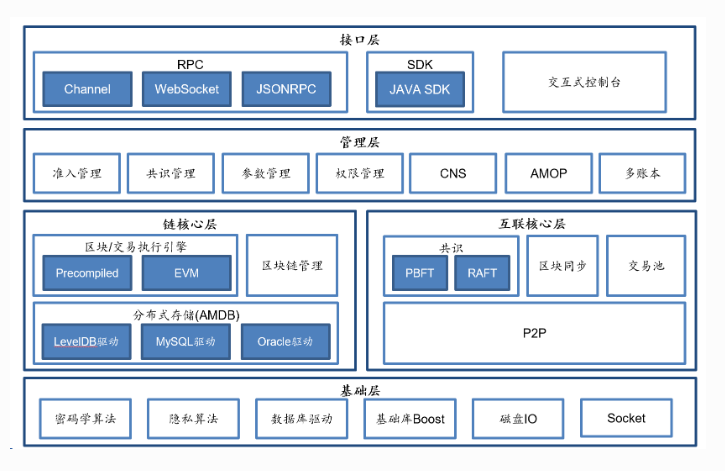 接口层
RPC
Channel WebSocket JSONRPC
SDK
JAVA SDK
交互式控制台
管理层
准入管理 共识管理 参数管理 权限管理 CNS AMOP 多账本
链核心层
区块/交易执行引擎
Precompiled EVM
区块链管理
分布式存储(AMDB)
LevelDB驱动 MySQL驱动 Oracle驱动
互联核心层
共识
PBFT RAFT
区块同步 交易池
P2P
基础层
密码学算法 隐私算法 数据库驱动 基础库Boost 磁盘IO Socket